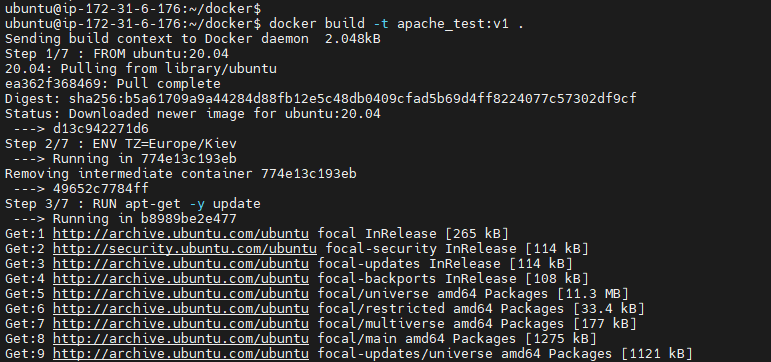 ubuntu@ip-172-31-6-176:~/docker$
ubuntu@ip-172-31-6-176:~/docker$ docker build -t apache_test:v1 .
Sending build context to Docker daemon  2.048kB
Step 1/7 : FROM ubuntu:20.04
20.04: Pulling from library/ubuntu
ea362f368469: Pull complete
Digest: sha256:b5a61709a9a44284d88fb12e5c48db0409cfad5b69d4ff8224077c57302df9cf
Status: Downloaded newer image for ubuntu:20.04
 ---> d13c942271d6
Step 2/7 : ENV TZ=Europe/Kiev
 ---> Running in 774e13c193eb
Removing intermediate container 774e13c193eb
 ---> 49652c7784ff
Step 3/7 : RUN apt-get -y update
 ---> Running in b8989be2e477
Get:1 http://archive.ubuntu.com/ubuntu focal InRelease [265 kB]
Get:2 http://security.ubuntu.com/ubuntu focal-security InRelease [114 kB]
Get:3 http://archive.ubuntu.com/ubuntu focal-updates InRelease [114 kB]
Get:4 http://archive.ubuntu.com/ubuntu focal-backports InRelease [108 kB]
Get:5 http://archive.ubuntu.com/ubuntu focal/universe amd64 Packages [11.3 MB]
Get:6 http://archive.ubuntu.com/ubuntu focal/restricted amd64 Packages [33.4 kB]
Get:7 http://archive.ubuntu.com/ubuntu focal/multiverse amd64 Packages [177 kB]
Get:8 http://archive.ubuntu.com/ubuntu focal/main amd64 Packages [1275 kB]
Get:9 http://archive.ubuntu.com/ubuntu focal-updates/universe amd64 Packages [1121 kB]